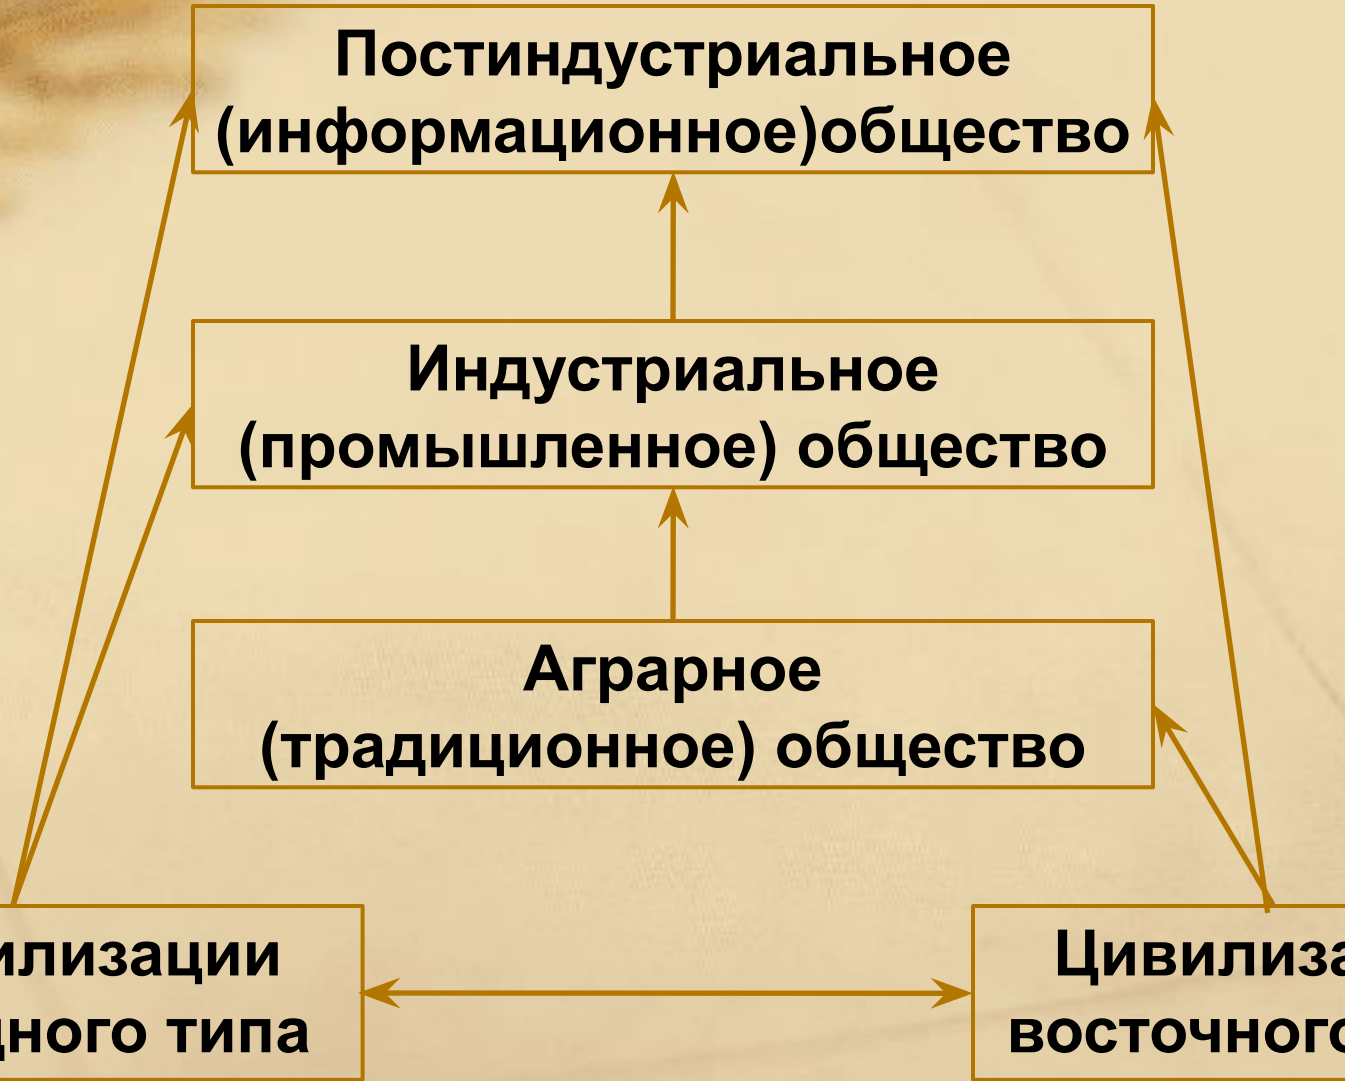 Постиндустриальное
(информационное)общество
Индустриальное
(промышленное) общество
Аграрное
(традиционное) общество
илизации
дного типа
Цивилиза
восточного